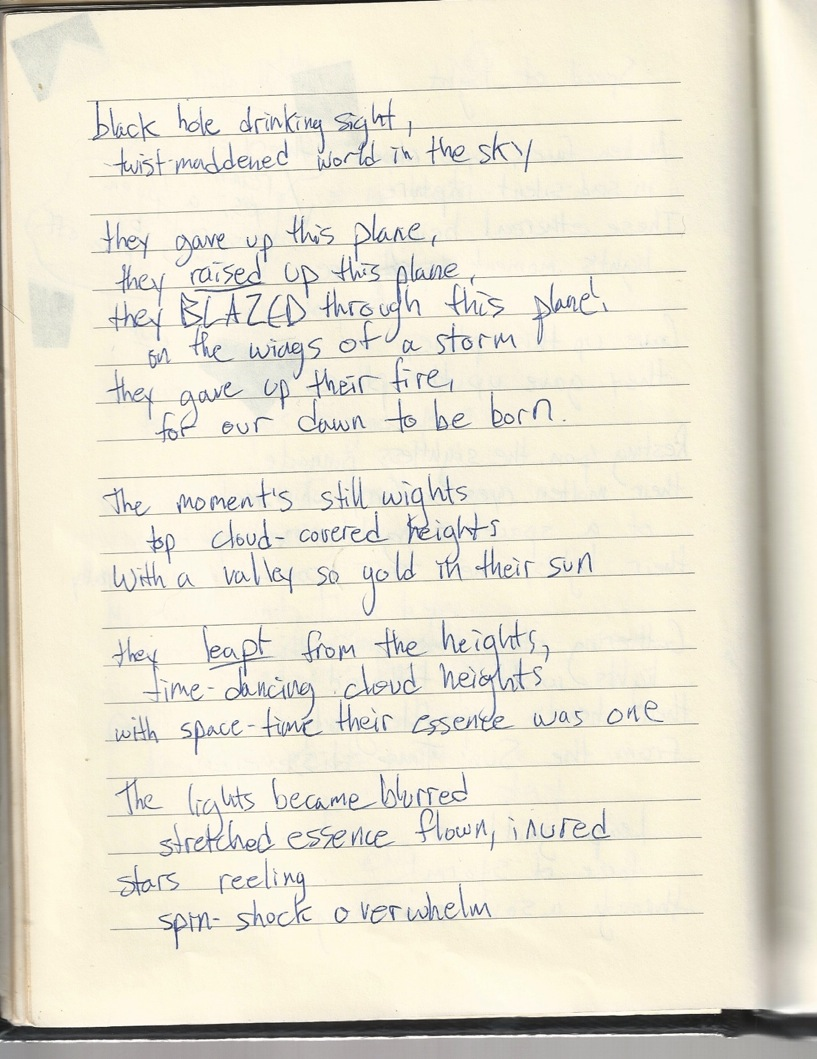 black hole drinking sight,
twist-maddened world in the sky
they gave up this plane,
they raised up this plane,
they BLAZED through this plane,
on the wings of a storm
they gave up their fire,
for our dawn to be born.
The moment's still wights
top cloud-covered heights
With a valley so gold in their sun
they leapt from the heights,
time-dancing cloud heights
with space-time their essence was one
The lights became blurred
stretched essence flown, inured
stars reeling
spin-shock overwhelm